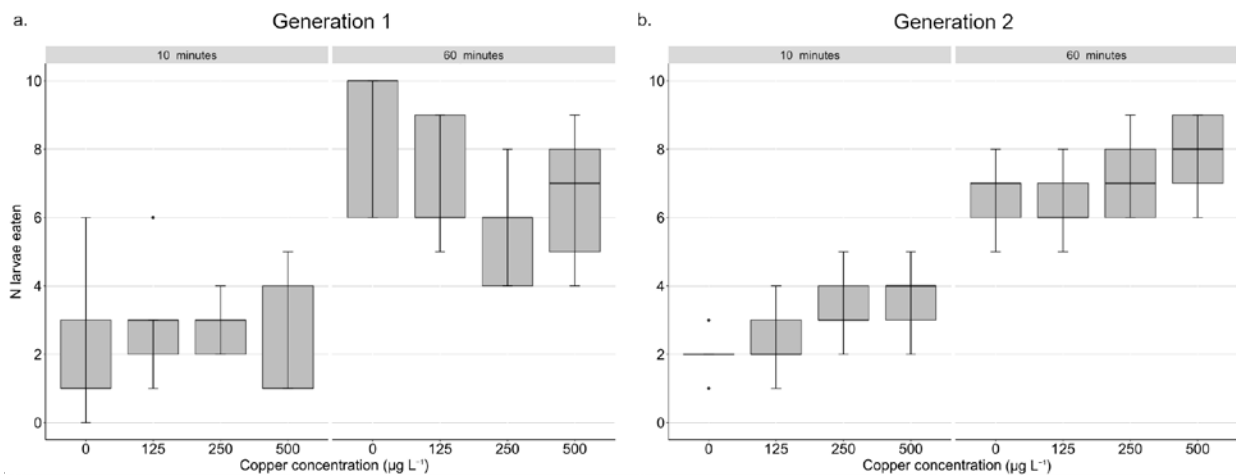 a. Generation 1
10 minutes 60 minutes
10
8
6
4
2
0
N larvae eaten
0 125 250 500 0 125 250 500
Copper concentration (µg L⁻¹)
b. Generation 2
10 minutes 60 minutes
10
8
6
4
2
0
0 125 250 500 0 125 250 500
Copper concentration (µg L⁻¹)